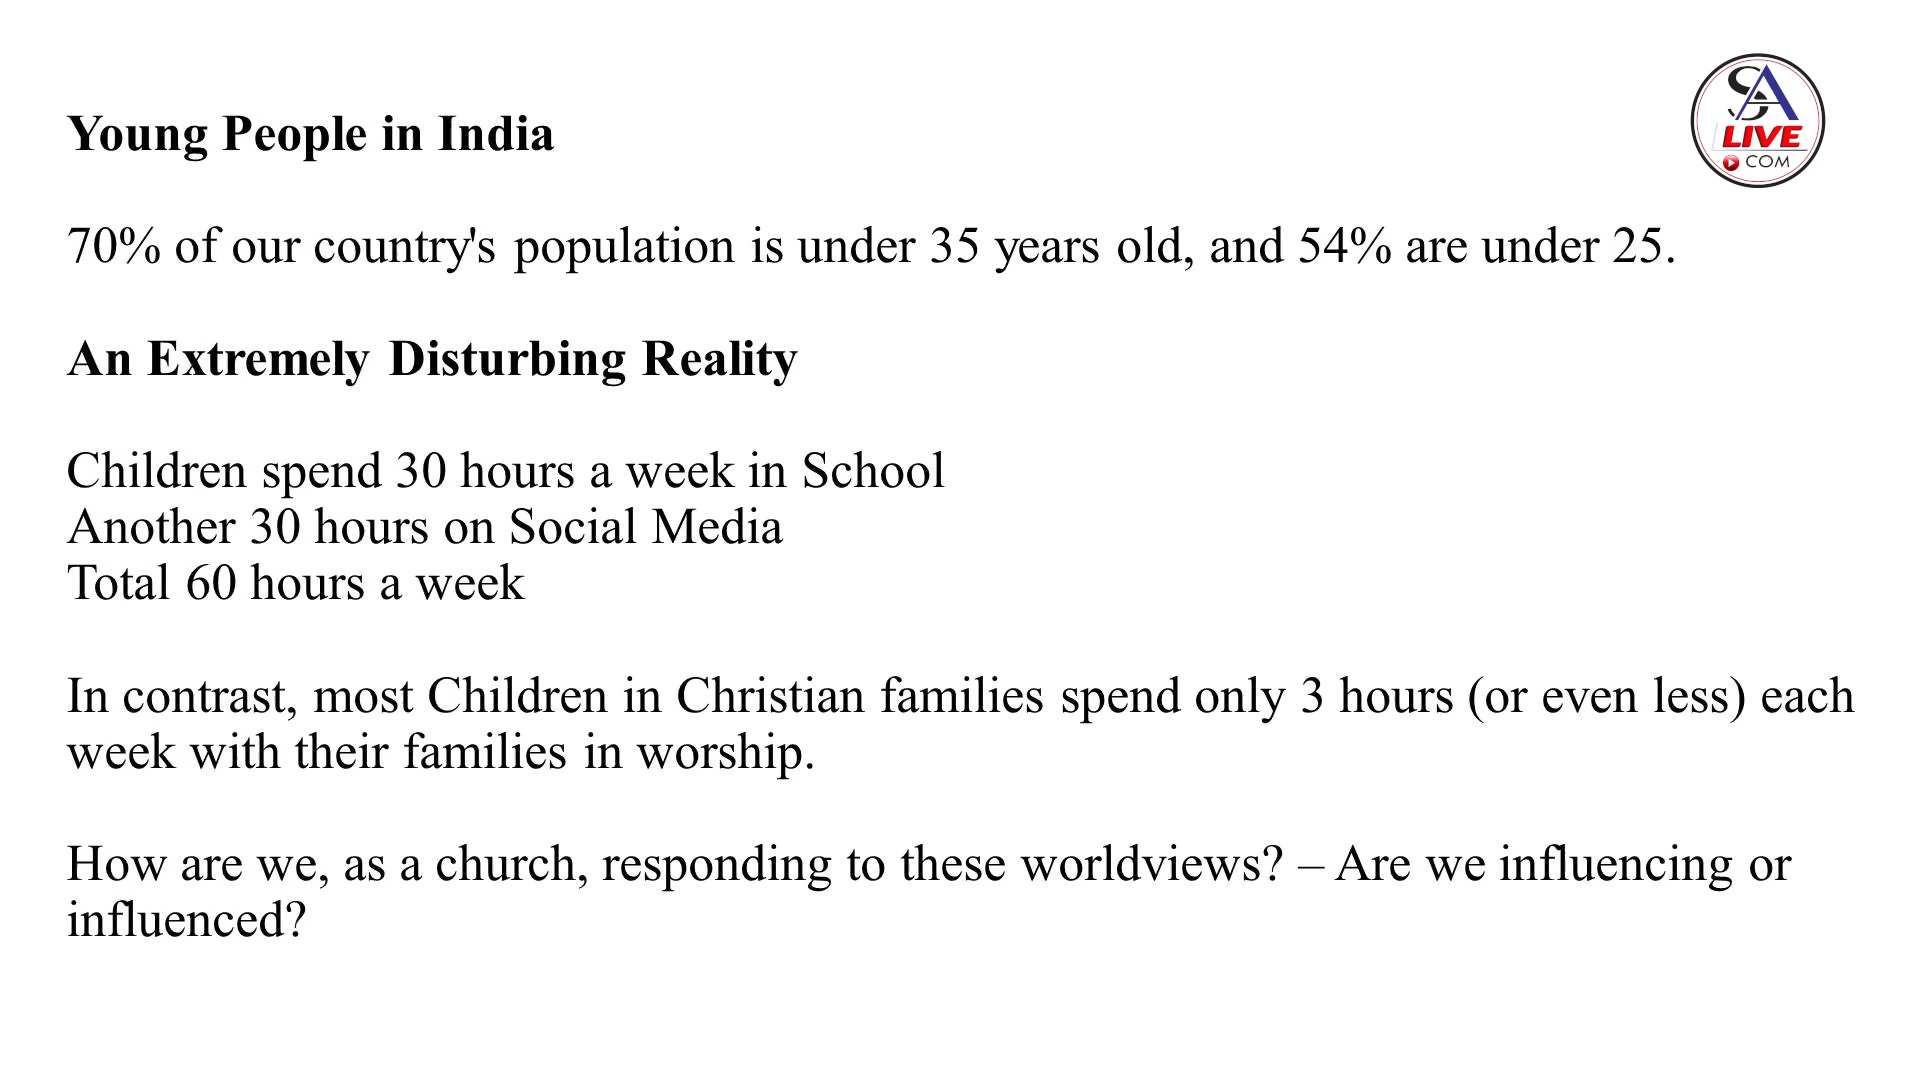 SA
LIVE
COM
Young People in India
70% of our country's population is under 35 years old, and 54% are under 25.
An Extremely Disturbing Reality
Children spend 30 hours a week in School
Another 30 hours on Social Media
Total 60 hours a week
In contrast, most Children in Christian families spend only 3 hours (or even less) each
week with their families in worship.
How are we, as a church, responding to these worldviews? – Are we influencing or
influenced?